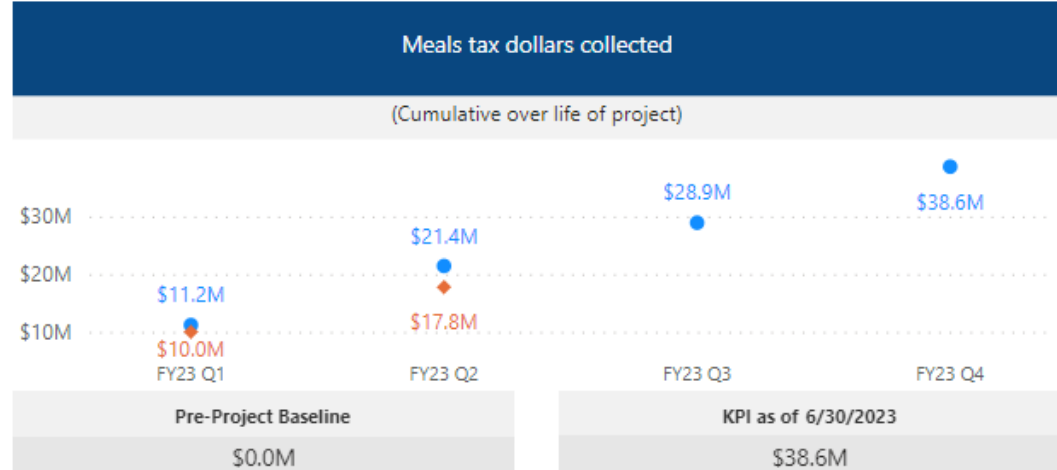 Meals tax dollars collected
(Cumulative over life of project)
$30M
$20M
$10M
$11.2M
$10.0M
$21.4M
$17.8M
$28.9M
$38.6M
FY23 Q1
FY23 Q2
FY23 Q3
FY23 Q4
Pre-Project Baseline
$0.0M
KPI as of 6/30/2023
$38.6M